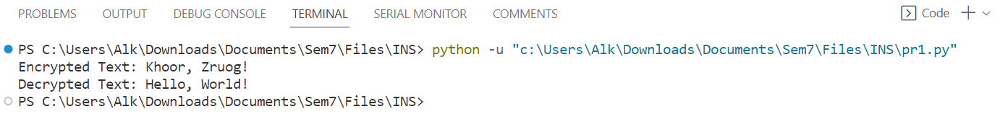 PROBLEMS OUTPUT DEBUG CONSOLE TERMINAL SERIAL MONITOR COMMENTS Code
PS C:\Users\Alk\Downloads\Documents\Sem7\Files\INS> python -u "c:\Users\Alk\Downloads\Documents\Sem7\Files\INS\pr1.py"
Encrypted Text: Khoor, Zruog!
Decrypted Text: Hello, World!
PS C:\Users\Alk\Downloads\Documents\Sem7\Files\INS>